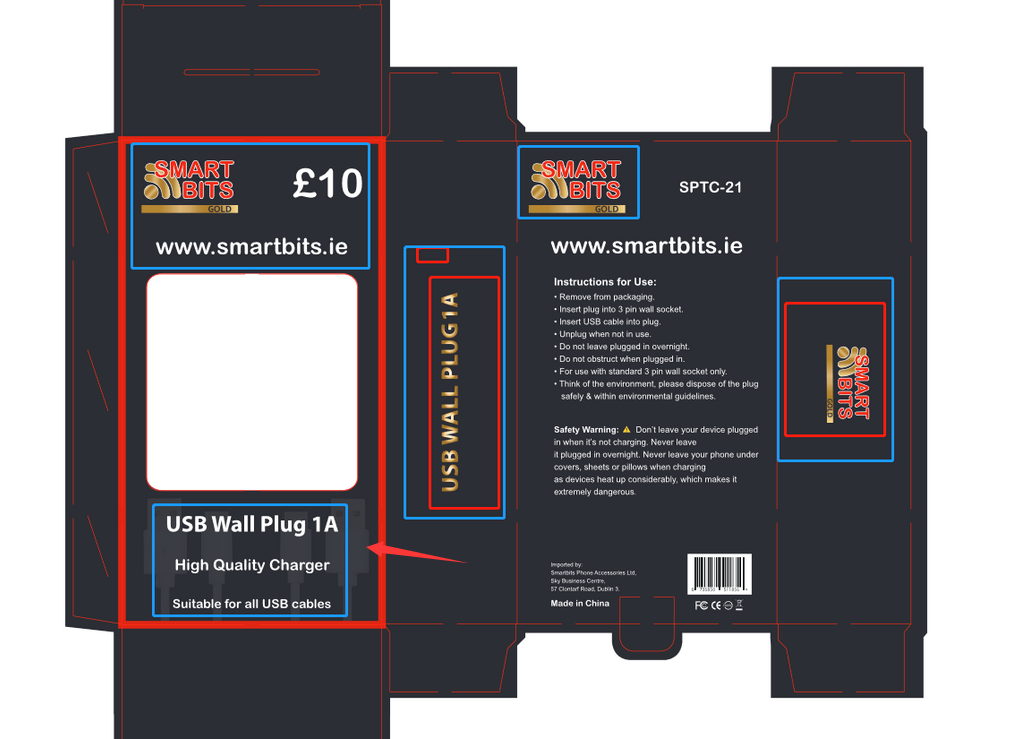 SMART
BITS
GOLD
£10
www.smartbits.ie
USB Wall Plug 1A
High Quality Charger
Suitable for all USB cables
USB WALL PLUG1A
SMART
BITS
GOLD
SPTC-21
www.smartbits.ie
Instructions for Use:
• Remove from packaging.
• Insert plug into 3 pin wall socket.
• Insert USB cable into plug.
• Unplug when not in use.
• Do not leave plugged in overnight.
• Do not obstruct when plugged in.
• For use with standard 3 pin wall socket only.
• Think of the environment, please dispose of the plug
safely & within environmental guidelines.
Safety Warning: ⚠ Don't leave your device plugged
in when it's not charging. Never leave
it plugged in overnight. Never leave your phone under
covers, sheets or pillows when charging
as devices heat up considerably, which makes it
extremely dangerous.
Imported by:
Smartbits Phone Accessories Ltd,
Sky Business Centre,
57 Clontarf Road, Dublin 3.
Made in China
FC CE
SMART
BITS
GOLD